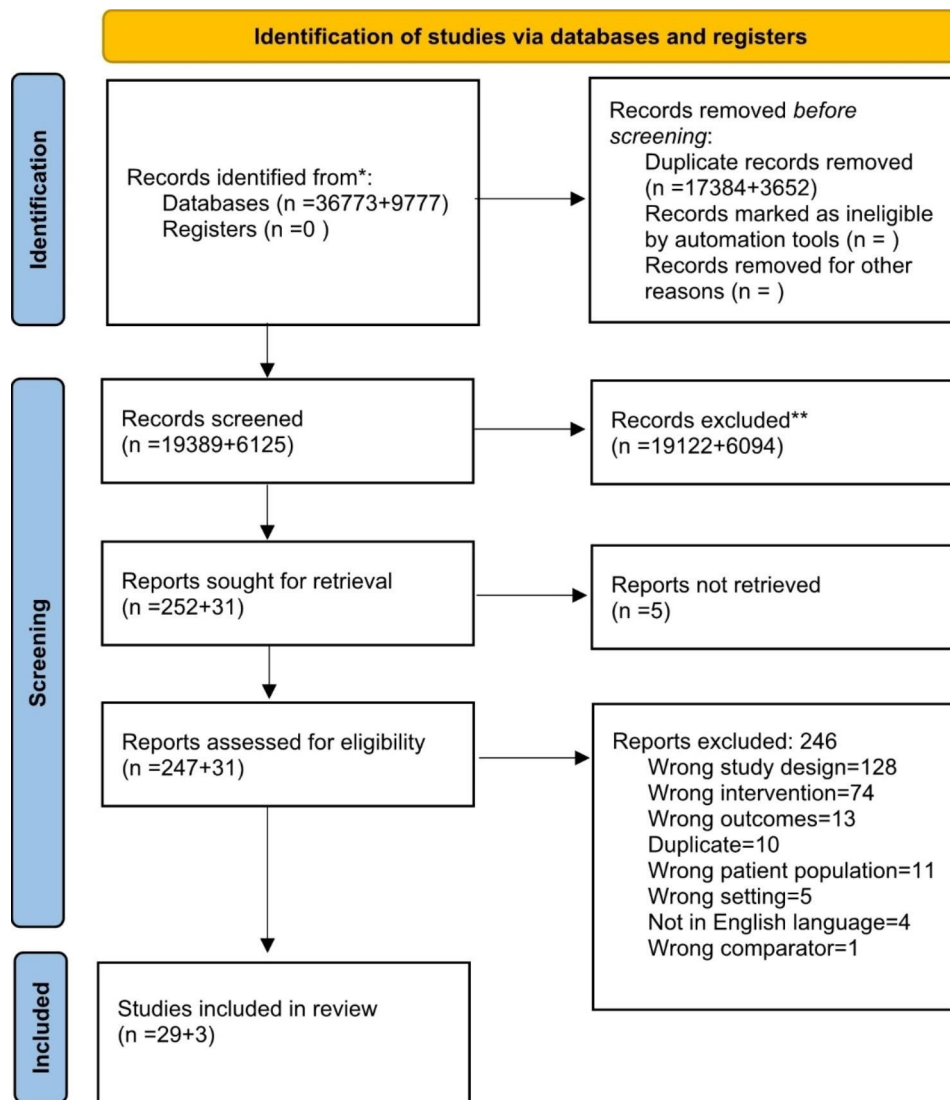 Identification of studies via databases and registers
Identification
Records identified from*:
Databases (n =36773+9777)
Registers (n =0 )
Records removed before
screening:
Duplicate records removed
(n =17384+3652)
Records marked as ineligible
by automation tools (n = )
Records removed for other
reasons (n = )
Screening
Records screened
(n =19389+6125)
Records excluded**
(n =19122+6094)
Reports sought for retrieval
(n =252+31)
Reports not retrieved
(n =5)
Reports assessed for eligibility
(n =247+31)
Reports excluded: 246
Wrong study design=128
Wrong intervention=74
Wrong outcomes=13
Duplicate=10
Wrong patient population=11
Wrong setting=5
Not in English language=4
Wrong comparator=1
Included
Studies included in review
(n =29+3)